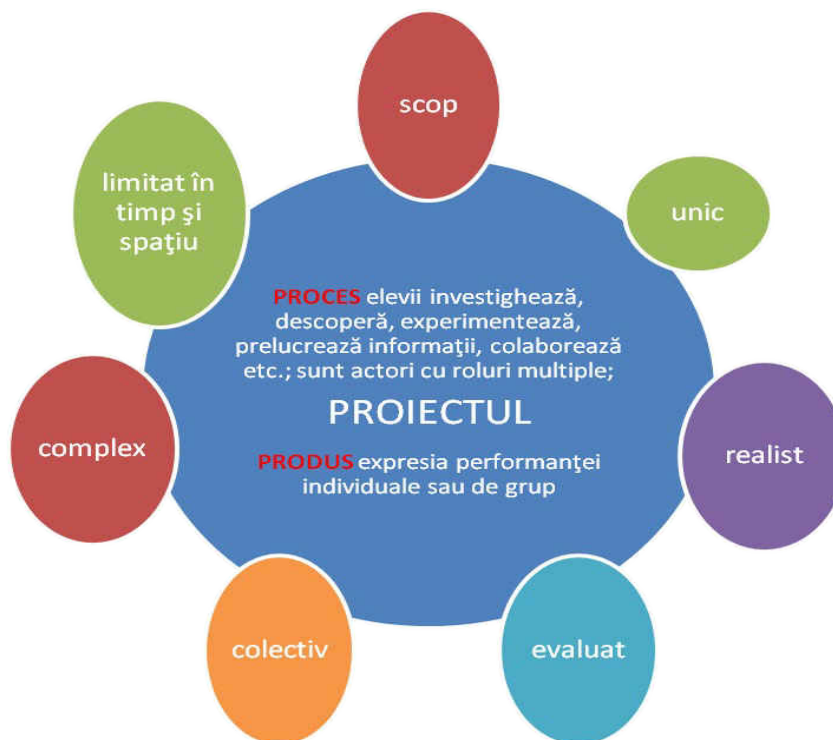 scop
limitat în
timp şi
spaţiu
unic
PROCES elevii investighează,
descoperă, experimentează,
prelucrează informaţii, colaborează
etc.; sunt actori cu roluri multiple;
PROIECTUL
PRODUS expresia performanţei
individuale sau de grup
complex
realist
colectiv
evaluat